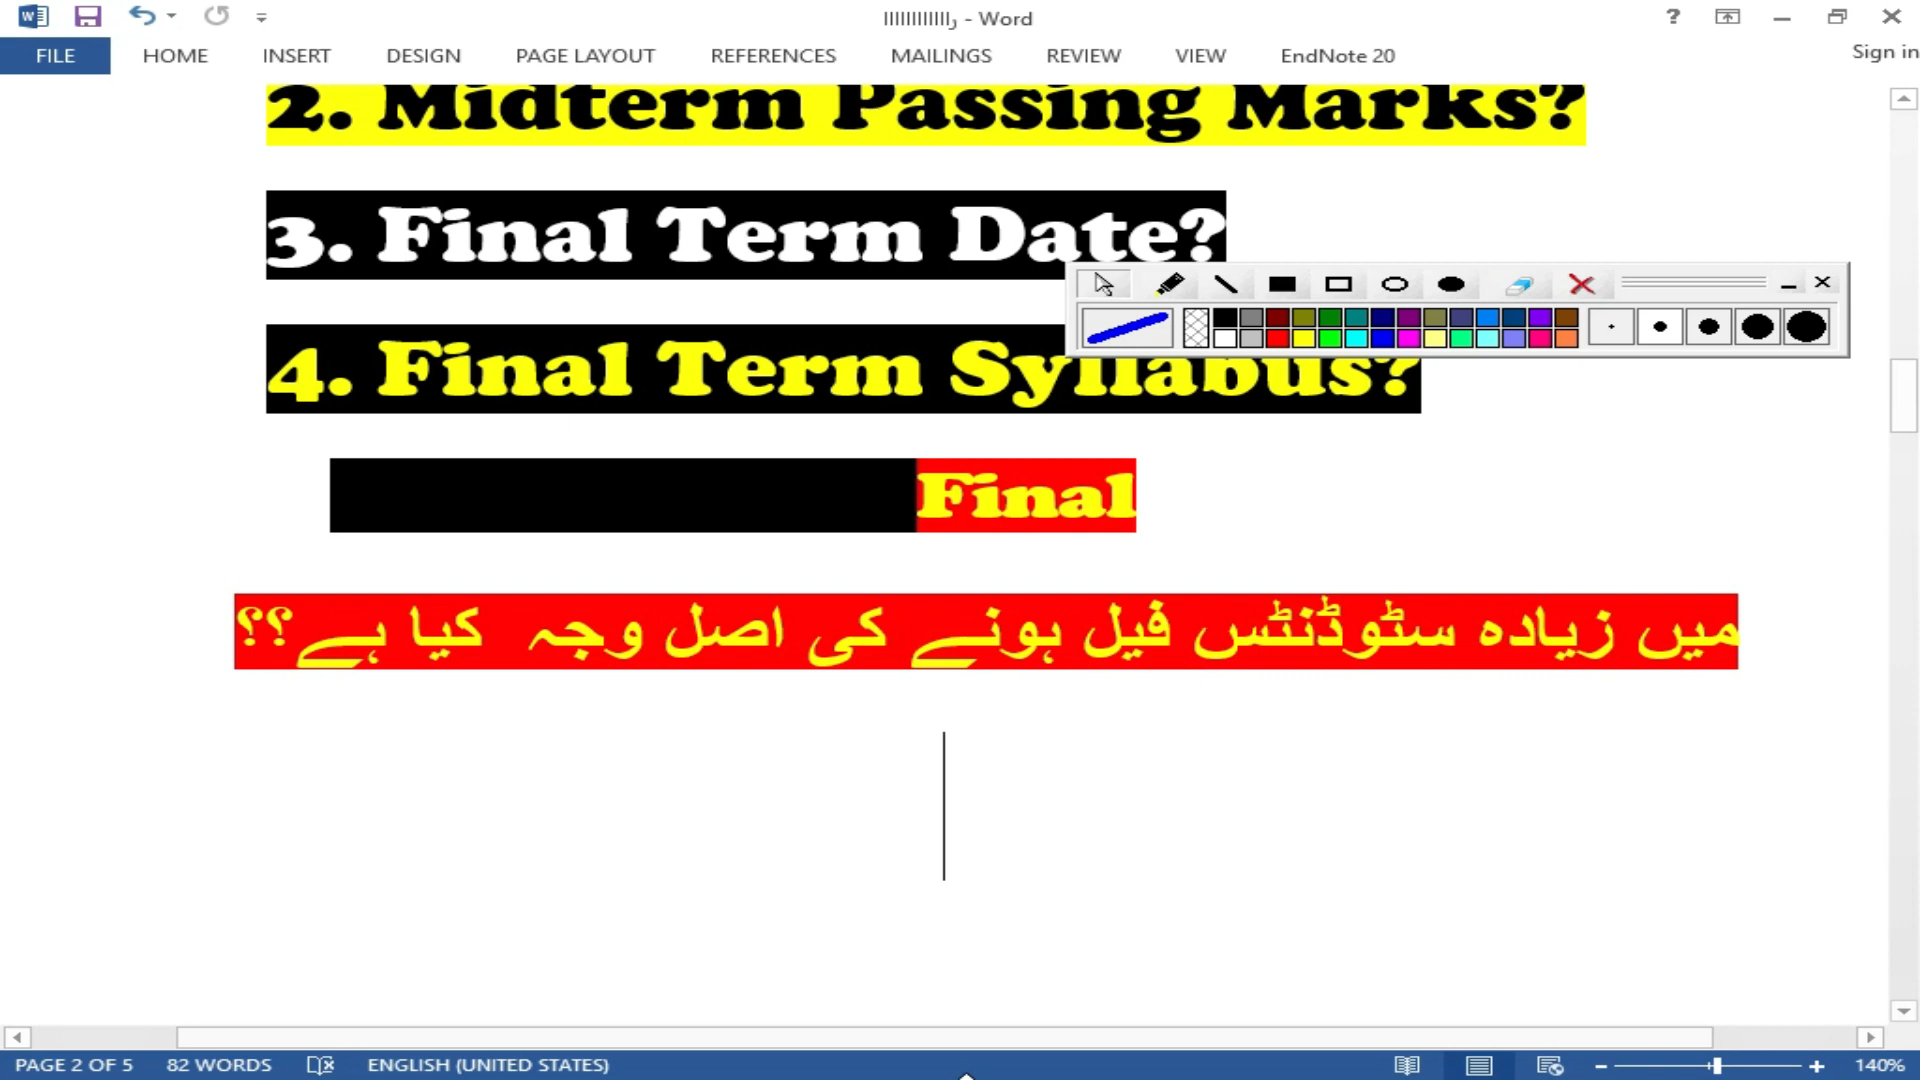 رااااااااااااا - Word
Sign in
FILE HOME INSERT DESIGN PAGE LAYOUT REFERENCES MAILINGS REVIEW VIEW EndNote 20
2. Midterm Passing Marks?
3. Final Term Date?
4. Final Term Syllabus?
Final
میں زیادہ سٹوڈنٹس فیل ہونے کی اصل وجہ کیا ہے؟؟
PAGE 2 OF 5 82 WORDS ENGLISH (UNITED STATES) 140%